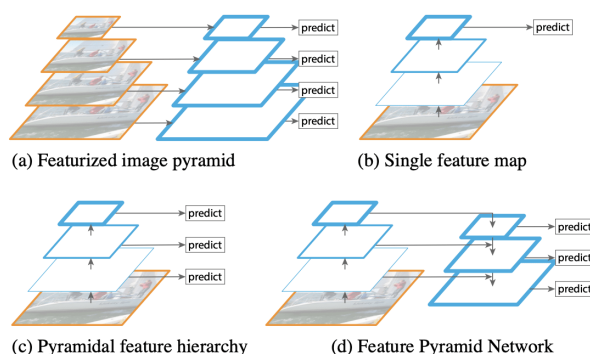 predict
predict
predict
predict
predict
(a) Featurized image pyramid
(b) Single feature map
predict
predict
predict
predict
predict
predict
(c) Pyramidal feature hierarchy
(d) Feature Pyramid Network